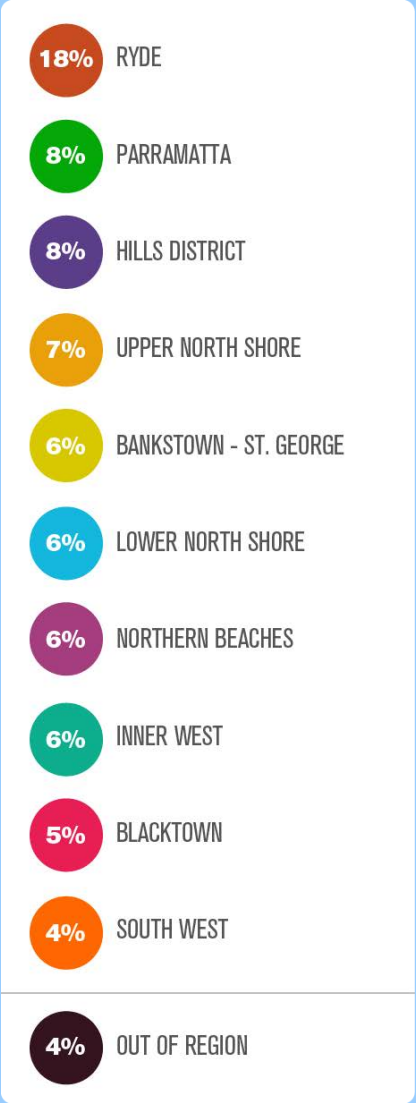 18% RYDE
8% PARRAMATTA
8% HILLS DISTRICT
7% UPPER NORTH SHORE
6% BANKSTOWN - ST. GEORGE
6% LOWER NORTH SHORE
6% NORTHERN BEACHES
6% INNER WEST
5% BLACKTOWN
4% SOUTH WEST
4% OUT OF REGION